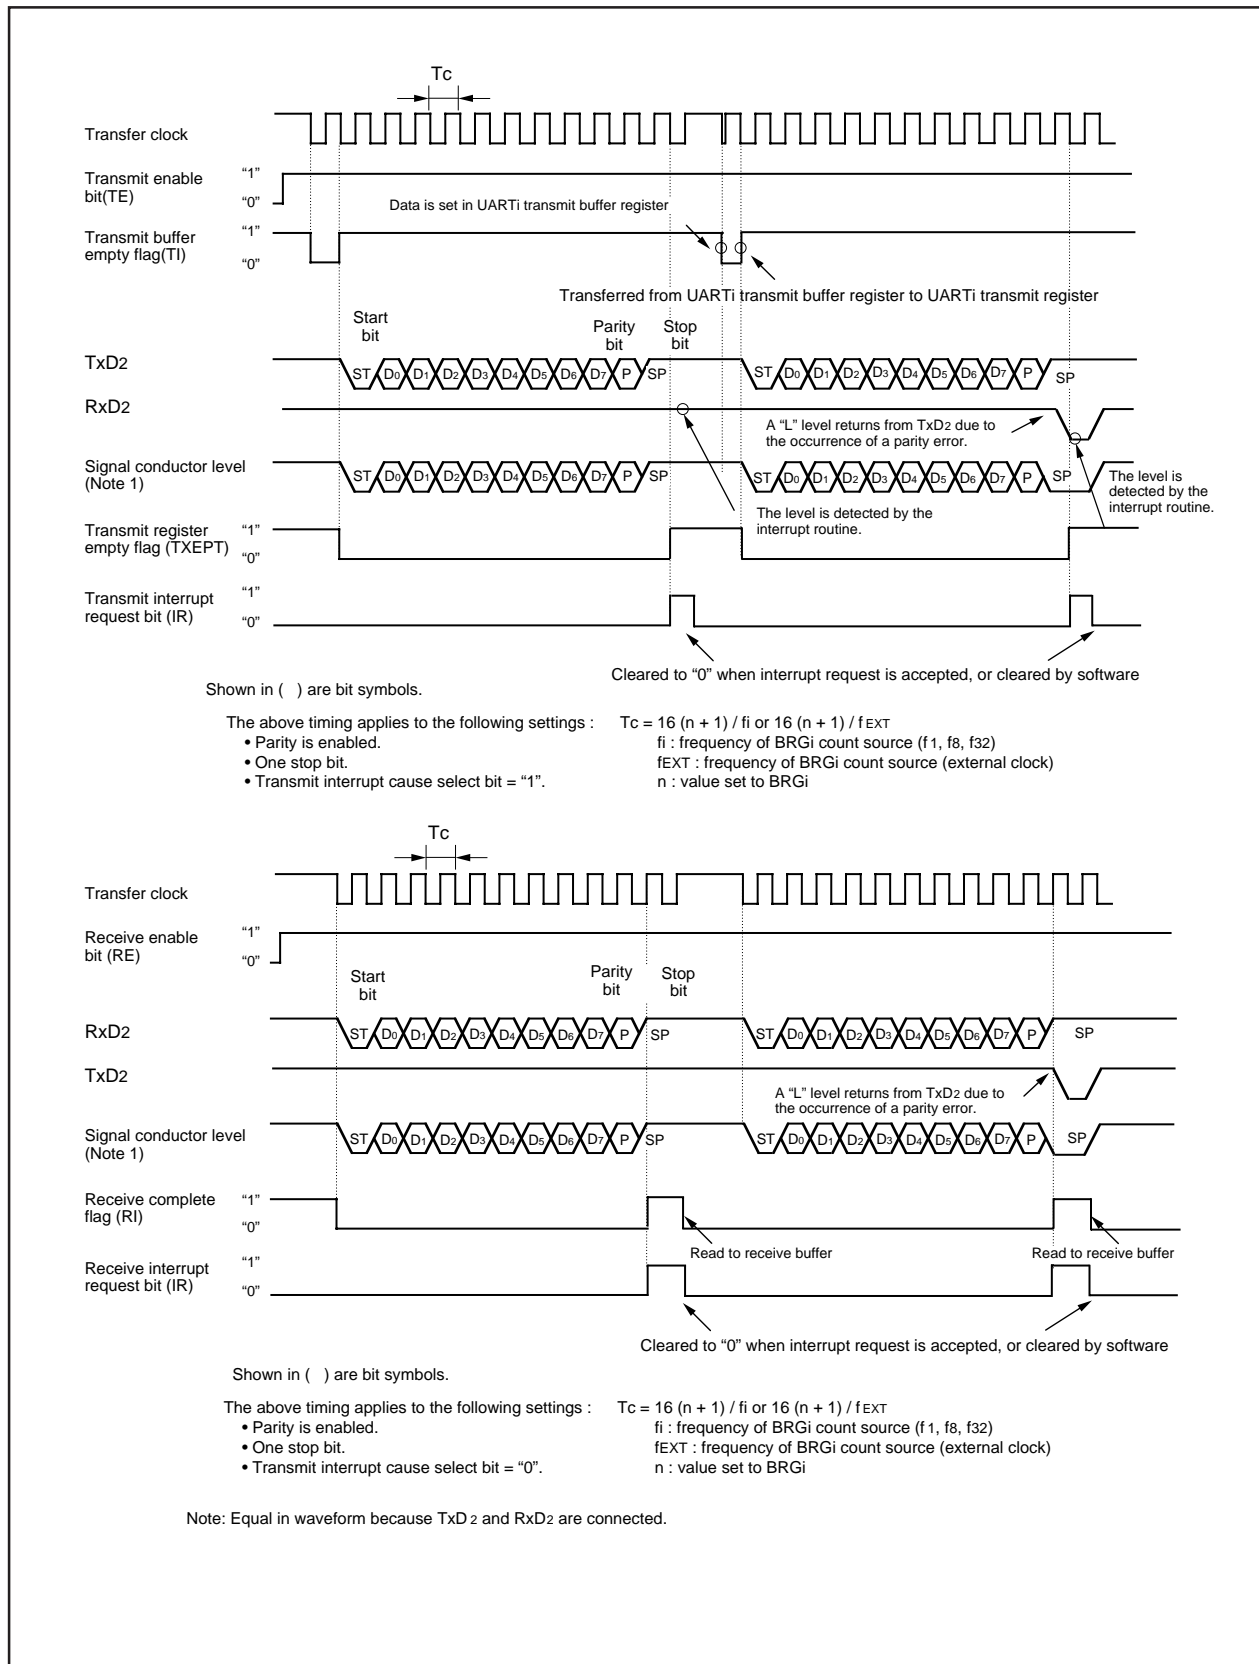 Tc
Transfer clock
Transmit enable
bit(TE)
“1”
“0”
Data is set in UARTi transmit buffer register
Transmit buffer
empty flag(TI)
“1”
“0”
Transferred from UARTi transmit buffer register to UARTi transmit register
Start
bit
Parity
bit
Stop
bit
TxD2
ST D0 D1 D2 D3 D4 D5 D6 D7 P SP
ST D0 D1 D2 D3 D4 D5 D6 D7 P SP
RxD2
A “L” level returns from TxD2 due to
the occurrence of a parity error.
Signal conductor level
(Note 1)
ST D0 D1 D2 D3 D4 D5 D6 D7 P SP
ST D0 D1 D2 D3 D4 D5 D6 D7 P SP
The level is
detected by the
interrupt routine.
The level is detected by the
interrupt routine.
Transmit register
empty flag (TXEPT)
“1”
“0”
Transmit interrupt
request bit (IR)
“1”
“0”
Cleared to “0” when interrupt request is accepted, or cleared by software
Shown in ( ) are bit symbols.
The above timing applies to the following settings :
• Parity is enabled.
• One stop bit.
• Transmit interrupt cause select bit = “1”.
Tc = 16 (n + 1) / fi or 16 (n + 1) / fEXT
fi : frequency of BRGi count source (f1, f8, f32)
fEXT : frequency of BRGi count source (external clock)
n : value set to BRGi
Tc
Transfer clock
Receive enable
bit (RE)
“1”
“0”
Start
bit
Parity
bit
Stop
bit
RxD2
ST D0 D1 D2 D3 D4 D5 D6 D7 P SP
ST D0 D1 D2 D3 D4 D5 D6 D7 P SP
TxD2
A “L” level returns from TxD2 due to
the occurrence of a parity error.
Signal conductor level
(Note 1)
ST D0 D1 D2 D3 D4 D5 D6 D7 P SP
ST D0 D1 D2 D3 D4 D5 D6 D7 P SP
Receive complete
flag (RI)
“1”
“0”
Read to receive buffer
Read to receive buffer
Receive interrupt
request bit (IR)
“1”
“0”
Cleared to “0” when interrupt request is accepted, or cleared by software
Shown in ( ) are bit symbols.
The above timing applies to the following settings :
• Parity is enabled.
• One stop bit.
• Transmit interrupt cause select bit = “0”.
Tc = 16 (n + 1) / fi or 16 (n + 1) / fEXT
fi : frequency of BRGi count source (f1, f8, f32)
fEXT : frequency of BRGi count source (external clock)
n : value set to BRGi
Note: Equal in waveform because TxD2 and RxD2 are connected.